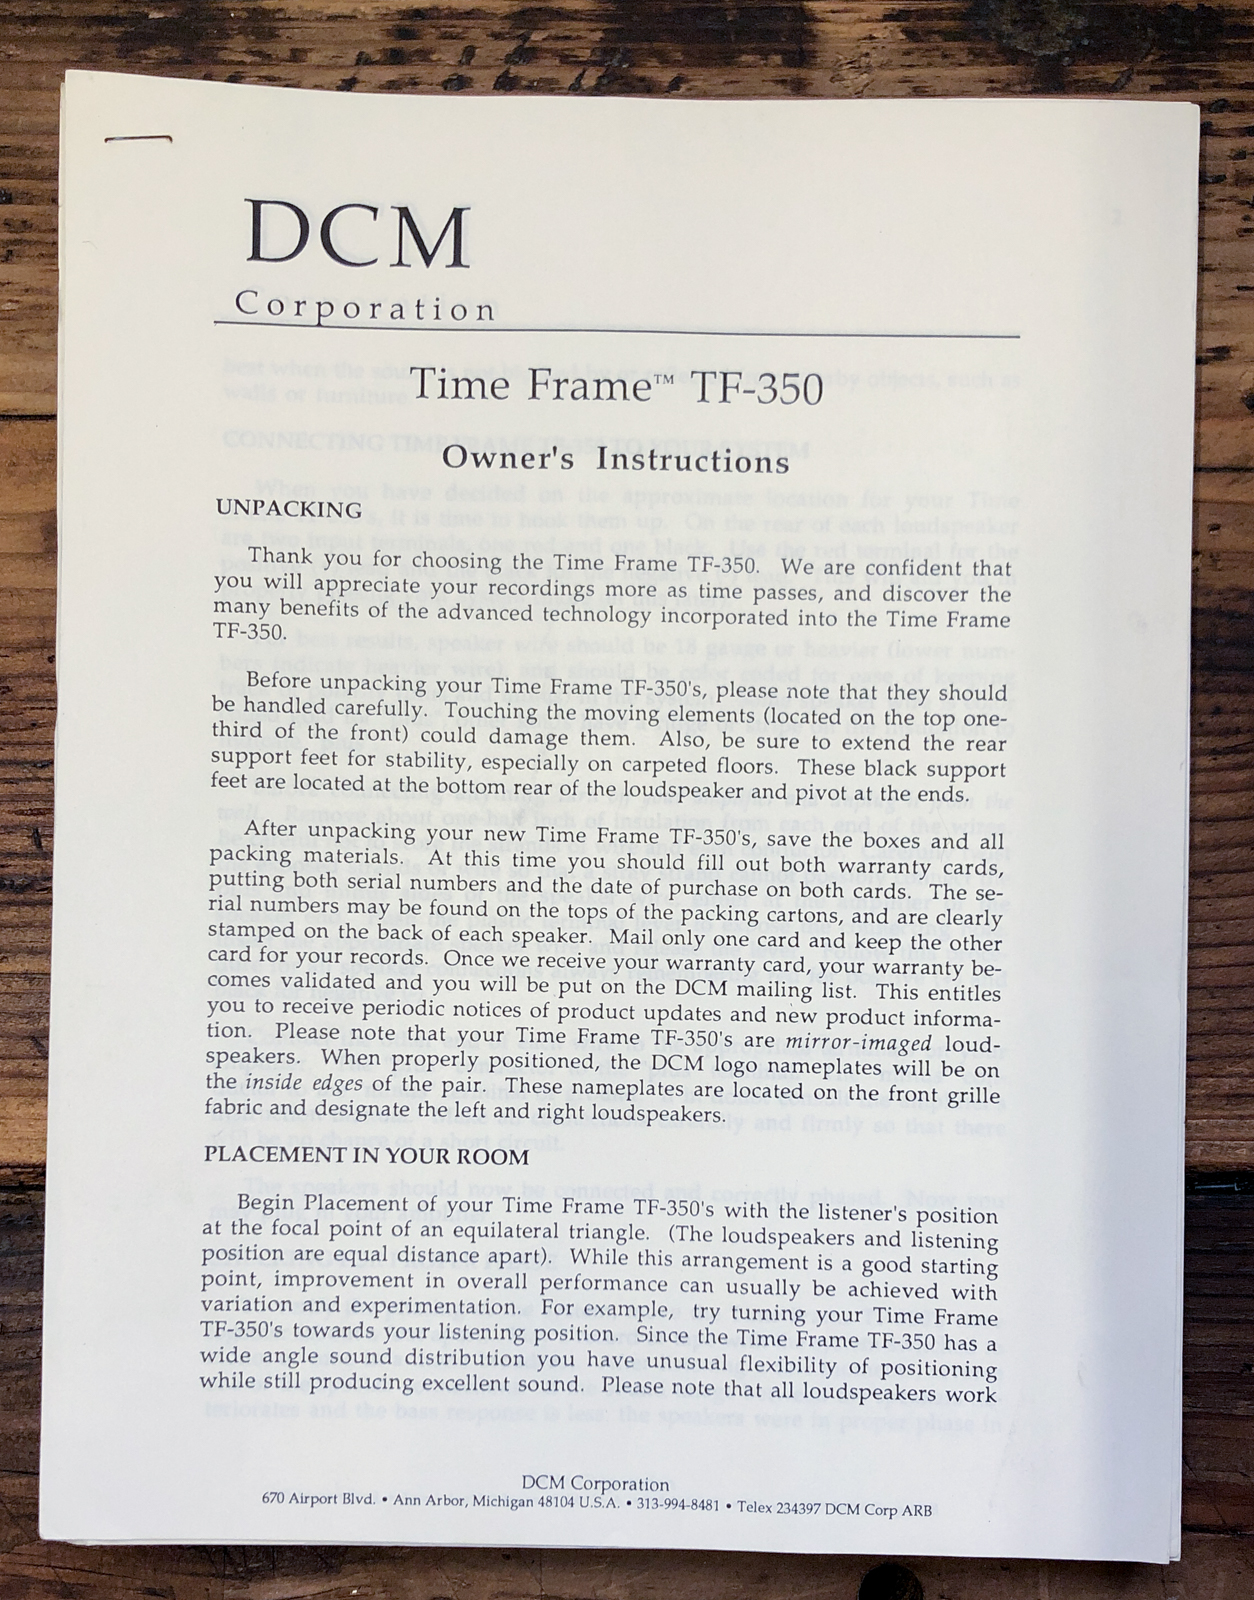 DCM
Corporation
Time Frame™ TF-350
Owner's Instructions
UNPACKING
Thank you for choosing the Time Frame TF-350. We are confident that
you will appreciate your recordings more as time passes, and discover the
many benefits of the advanced technology incorporated into the Time Frame
TF-350.
Before unpacking your Time Frame TF-350's, please note that they should
be handled carefully. Touching the moving elements (located on the top one-
third of the front) could damage them. Also, be sure to extend the rear
support feet for stability, especially on carpeted floors. These black support
feet are located at the bottom rear of the loudspeaker and pivot at the ends.
After unpacking your new Time Frame TF-350's, save the boxes and all
packing materials. At this time you should fill out both warranty cards,
putting both serial numbers and the date of purchase on both cards. The se-
rial numbers may be found on the tops of the packing cartons, and are clearly
stamped on the back of each speaker. Mail only one card and keep the other
card for your records. Once we receive your warranty card, your warranty be-
comes validated and you will be put on the DCM mailing list. This entitles
you to receive periodic notices of product updates and new product informa-
tion. Please note that your Time Frame TF-350's are mirror-imaged loud-
speakers. When properly positioned, the DCM logo nameplates will be on
the inside edges of the pair. These nameplates are located on the front grille
fabric and designate the left and right loudspeakers.
PLACEMENT IN YOUR ROOM
Begin Placement of your Time Frame TF-350's with the listener's position
at the focal point of an equilateral triangle. (The loudspeakers and listening
position are equal distance apart). While this arrangement is a good starting
point, improvement in overall performance can usually be achieved with
variation and experimentation. For example, try turning your Time Frame
TF-350's towards your listening position. Since the Time Frame TF-350 has a
wide angle sound distribution you have unusual flexibility of positioning
while still producing excellent sound. Please note that all loudspeakers work
DCM Corporation
670 Airport Blvd. • Ann Arbor, Michigan 48104 U.S.A. • 313-994-8481 • Telex 234397 DCM Corp ARB